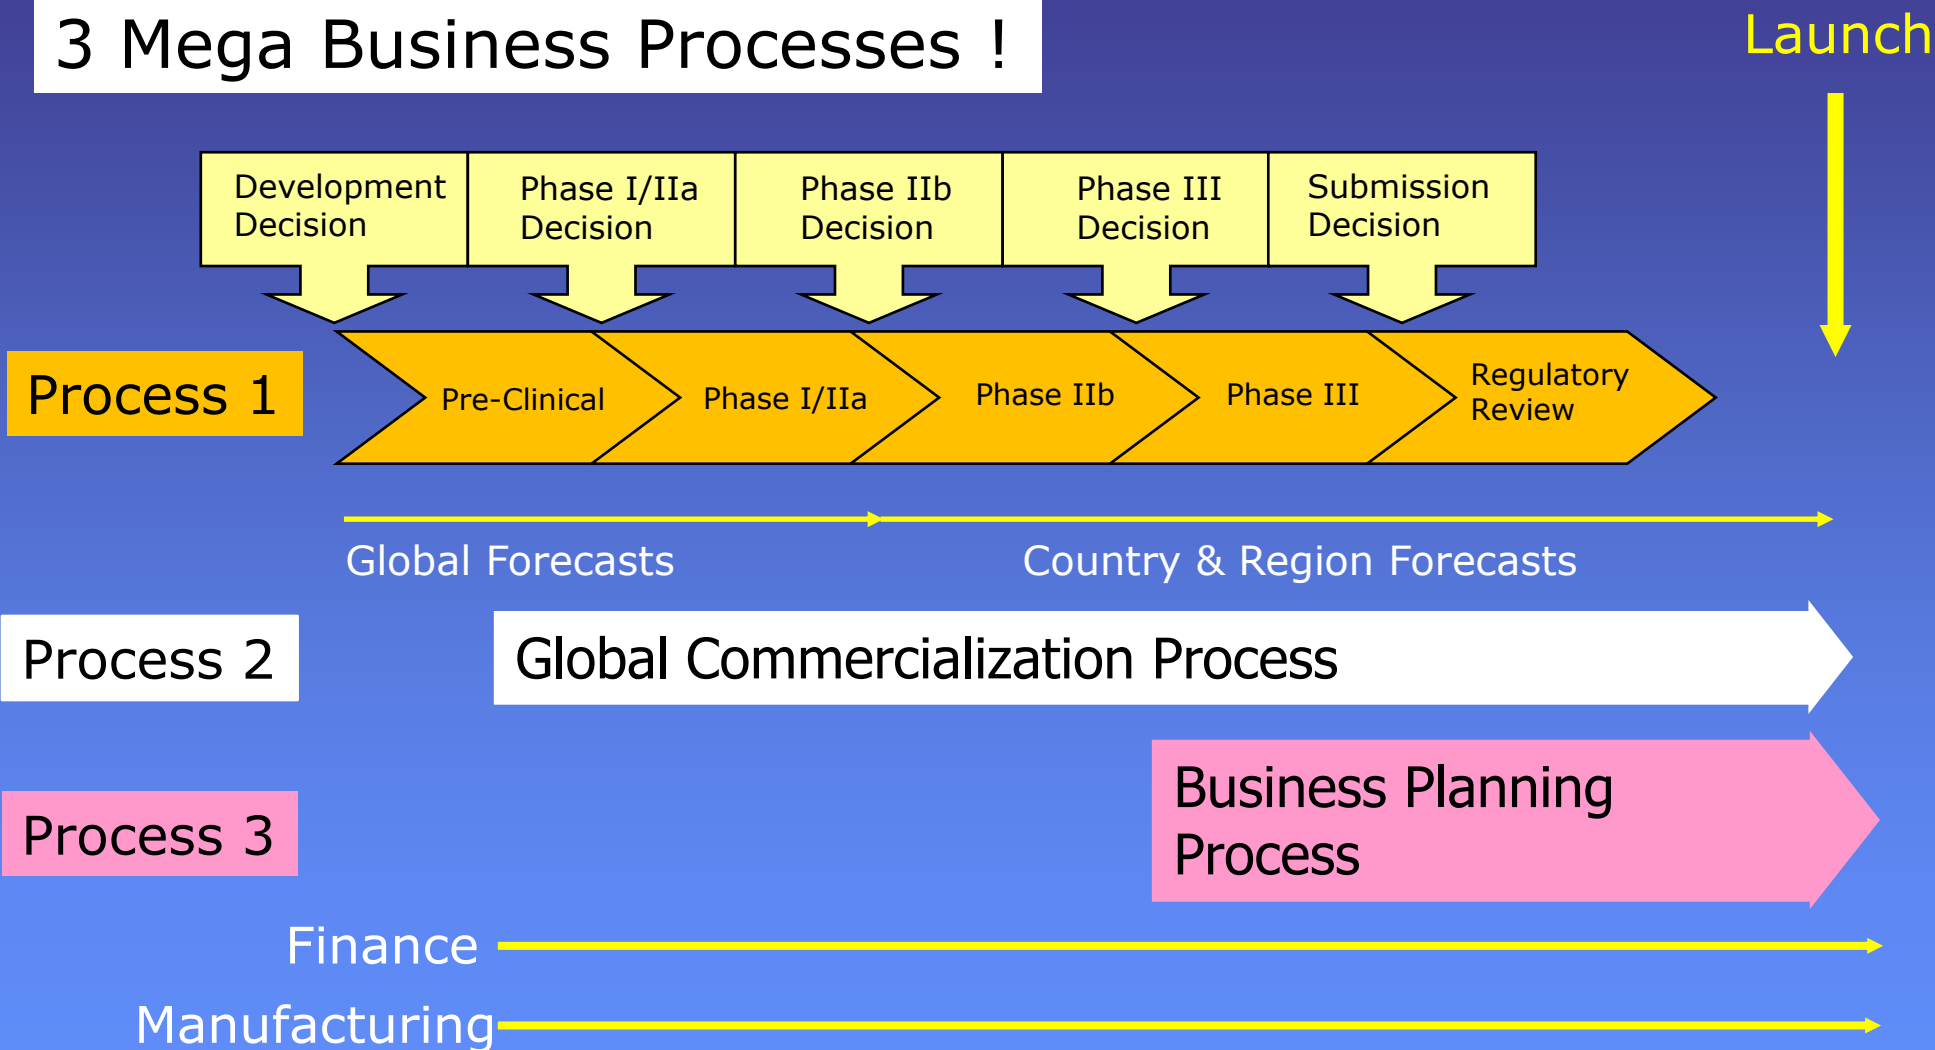 3 Mega Business Processes !
Launch
Development
Decision
Phase I/IIa
Decision
Phase IIb
Decision
Phase III
Decision
Submission
Decision
Process 1
Pre-Clinical
Phase I/IIa
Phase IIb
Phase III
Regulatory
Review
Global Forecasts
Country & Region Forecasts
Process 2
Global Commercialization Process
Process 3
Business Planning
Process
Finance
Manufacturing